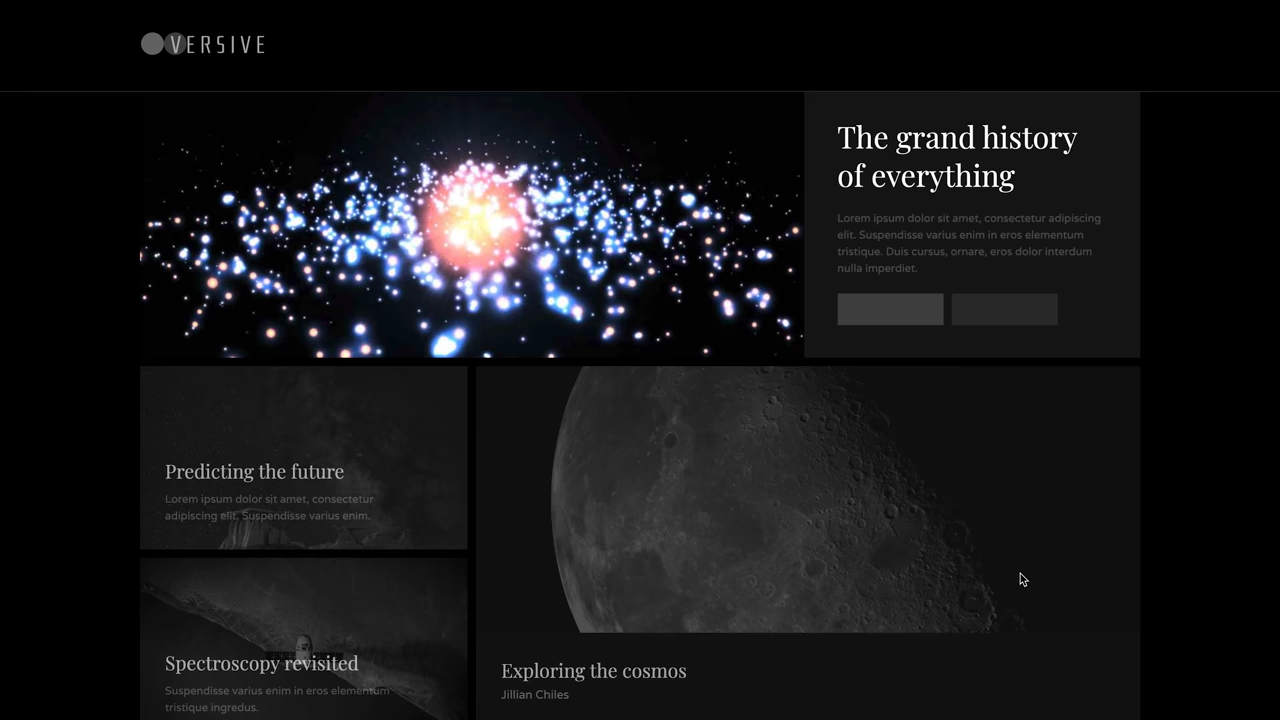 VERSIVE
The grand history
of everything
Lorem ipsum dolor sit amet, consectetur adipiscing
elit. Suspendisse varius enim in eros elementum
tristique. Duis cursus, ornare, eros dolor interdum
nulla imperdiet.
Predicting the future
Lorem ipsum dolor sit amet, consectetur
adipiscing elit. Suspendisse varius enim.
Spectroscopy revisited
Suspendisse varius enim in eros elementum
tristique ingredus.
Exploring the cosmos
Jillian Chiles